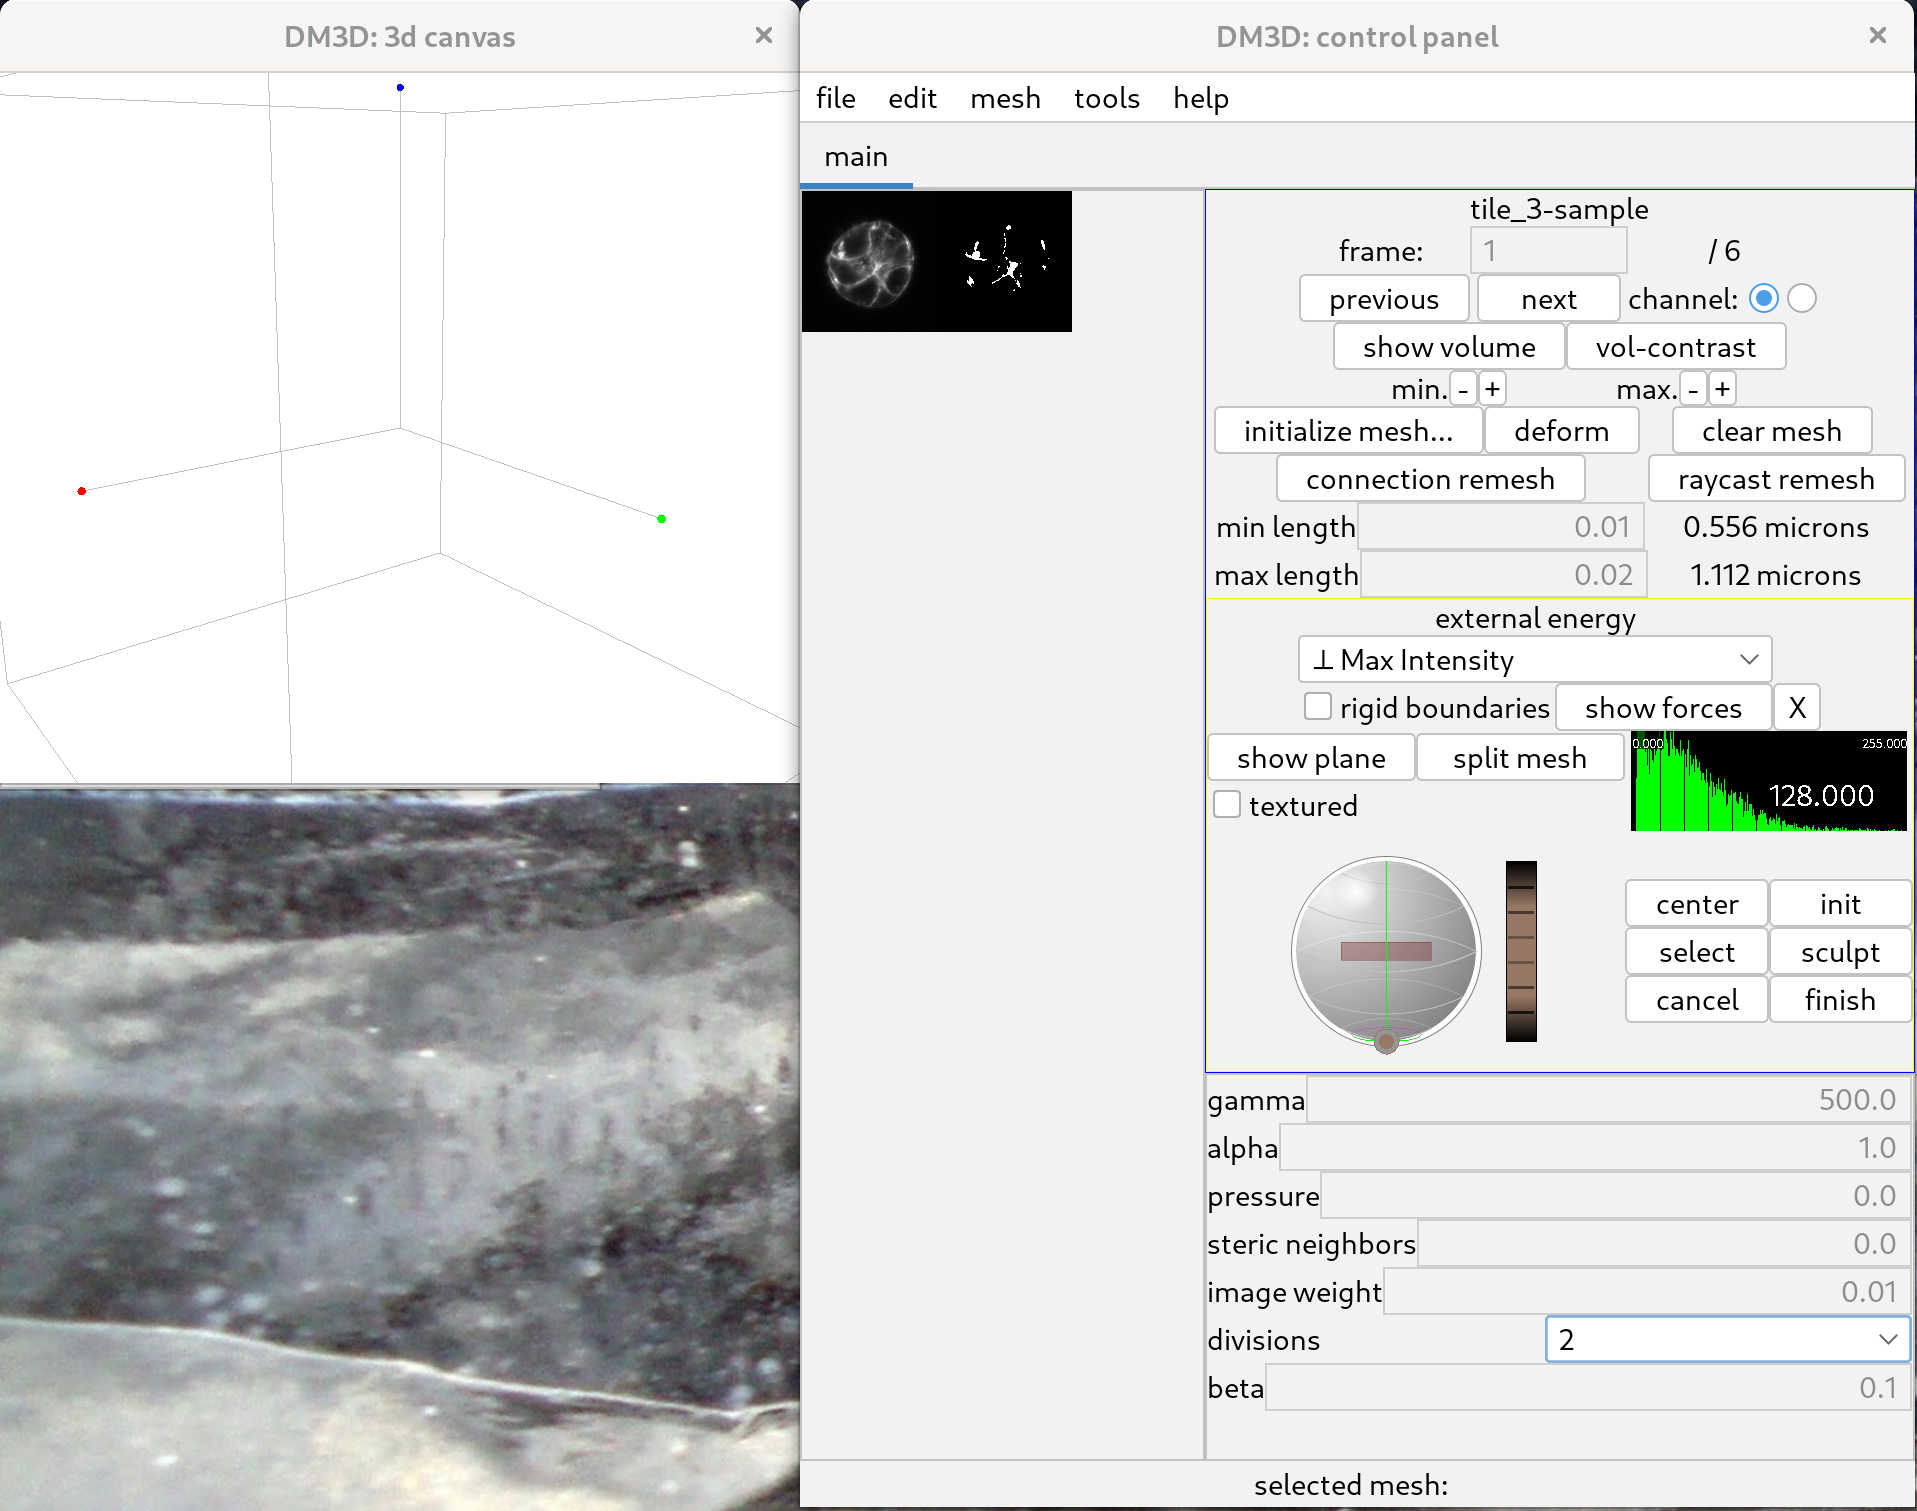 DM3D: 3d canvas
DM3D: control panel
file edit mesh tools help
main
tile_3-sample
frame: 1 / 6
previous next channel:
show volume vol-contrast
min. - + max. - +
initialize mesh... deform clear mesh
connection remesh raycast remesh
min length 0.01 0.556 microns
max length 0.02 1.112 microns
external energy
⊥ Max Intensity
rigid boundaries show forces X
show plane split mesh
0.000 255.000
128.000
textured
center init
select sculpt
cancel finish
gamma 500.0
alpha 1.0
pressure 0.0
steric neighbors 0.0
image weight 0.01
divisions 2
beta 0.1
selected mesh: